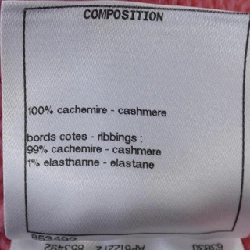 COMPOSITION
100% cachemire - cashmere
bords cotes - ribbings :
99% cachemire - cashmere
1% elasthanne - elastane